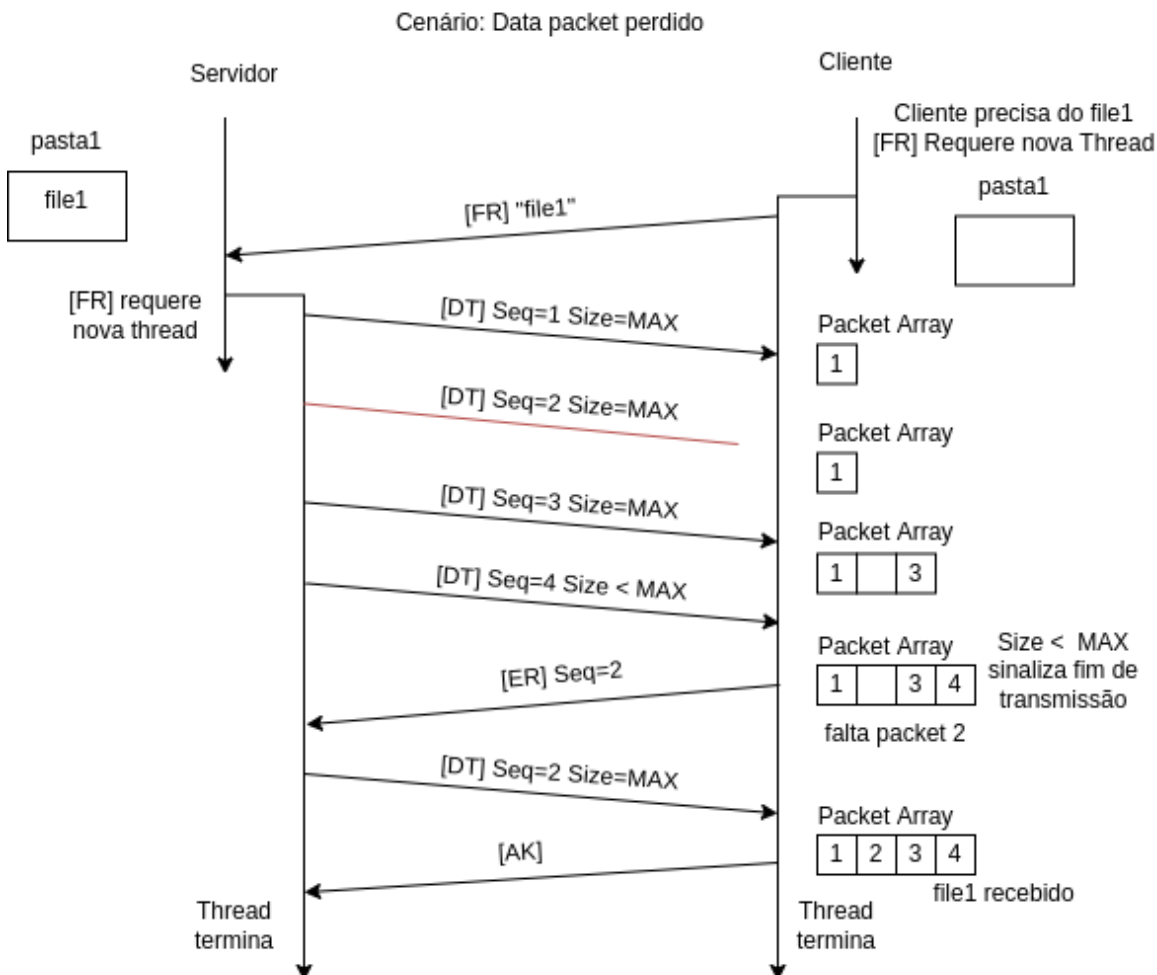 Cenário: Data packet perdido
Servidor
Cliente
Cliente precisa do file1
[FR] Requere nova Thread
pasta1
file1
pasta1
[FR] "file1"
[FR] requere
nova thread
[DT] Seq=1 Size=MAX
Packet Array
1
[DT] Seq=2 Size=MAX
Packet Array
1
[DT] Seq=3 Size=MAX
Packet Array
1 3
[DT] Seq=4 Size < MAX
Packet Array
1 3 4
Size < MAX
sinaliza fim de
transmissão
falta packet 2
[ER] Seq=2
[DT] Seq=2 Size=MAX
Packet Array
1 2 3 4
file1 recebido
[AK]
Thread
termina
Thread
termina